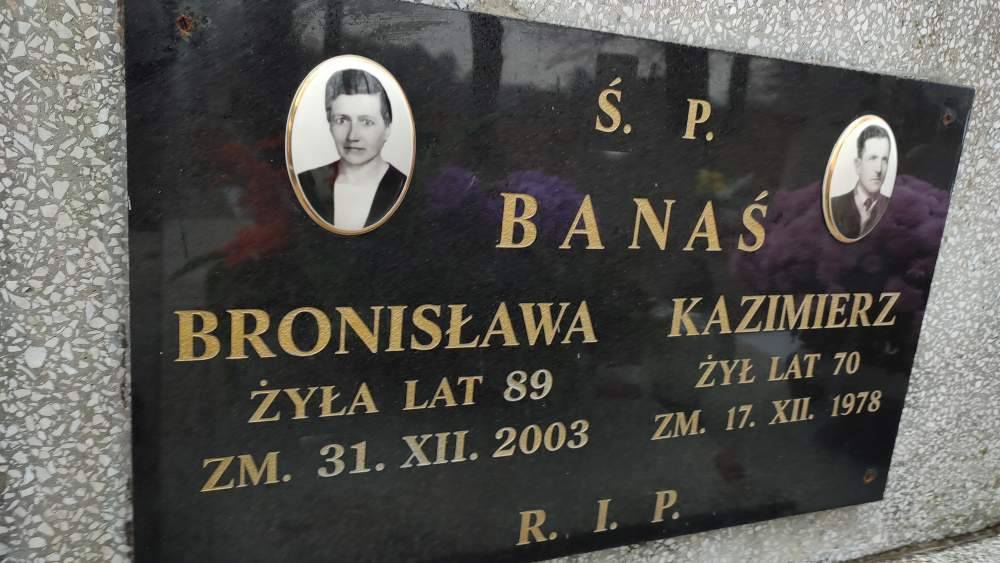 Ś. P.
BANAŚ
BRONISŁAWA
ŻYŁA LAT 89
ZM. 31. XII. 2003
KAZIMIERZ
ŻYŁ LAT 70
ZM. 17. XII. 1978
R. I. P.